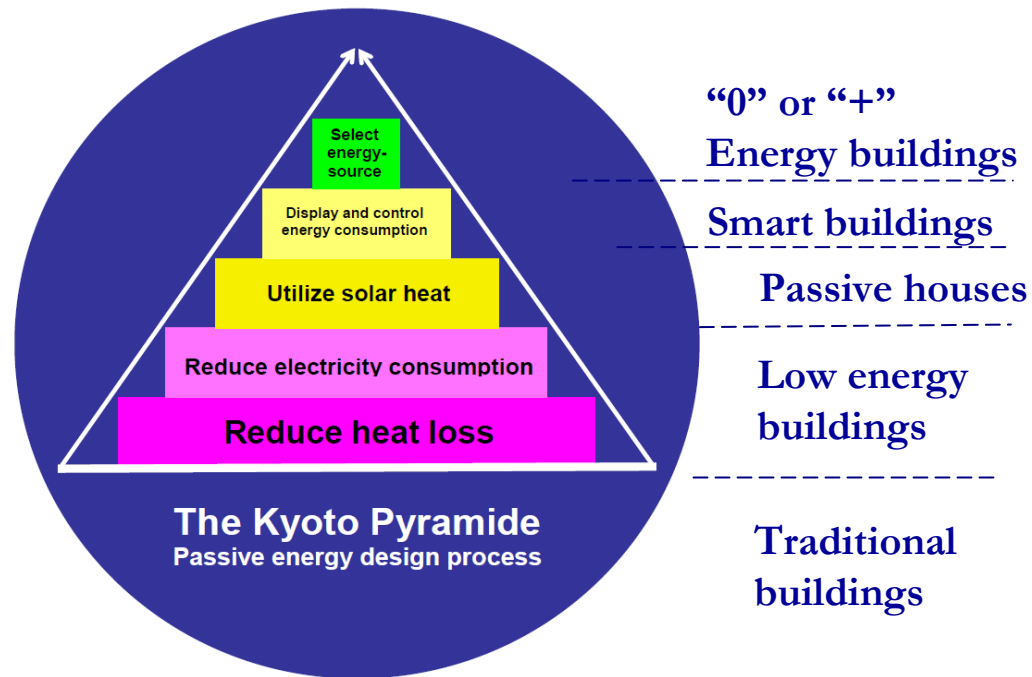 Select
energy-
source
Display and control
energy consumption
Utilize solar heat
Reduce electricity consumption
Reduce heat loss
The Kyoto Pyramide
Passive energy design process
“0” or “+”
Energy buildings
Smart buildings
Passive houses
Low energy
buildings
Traditional
buildings